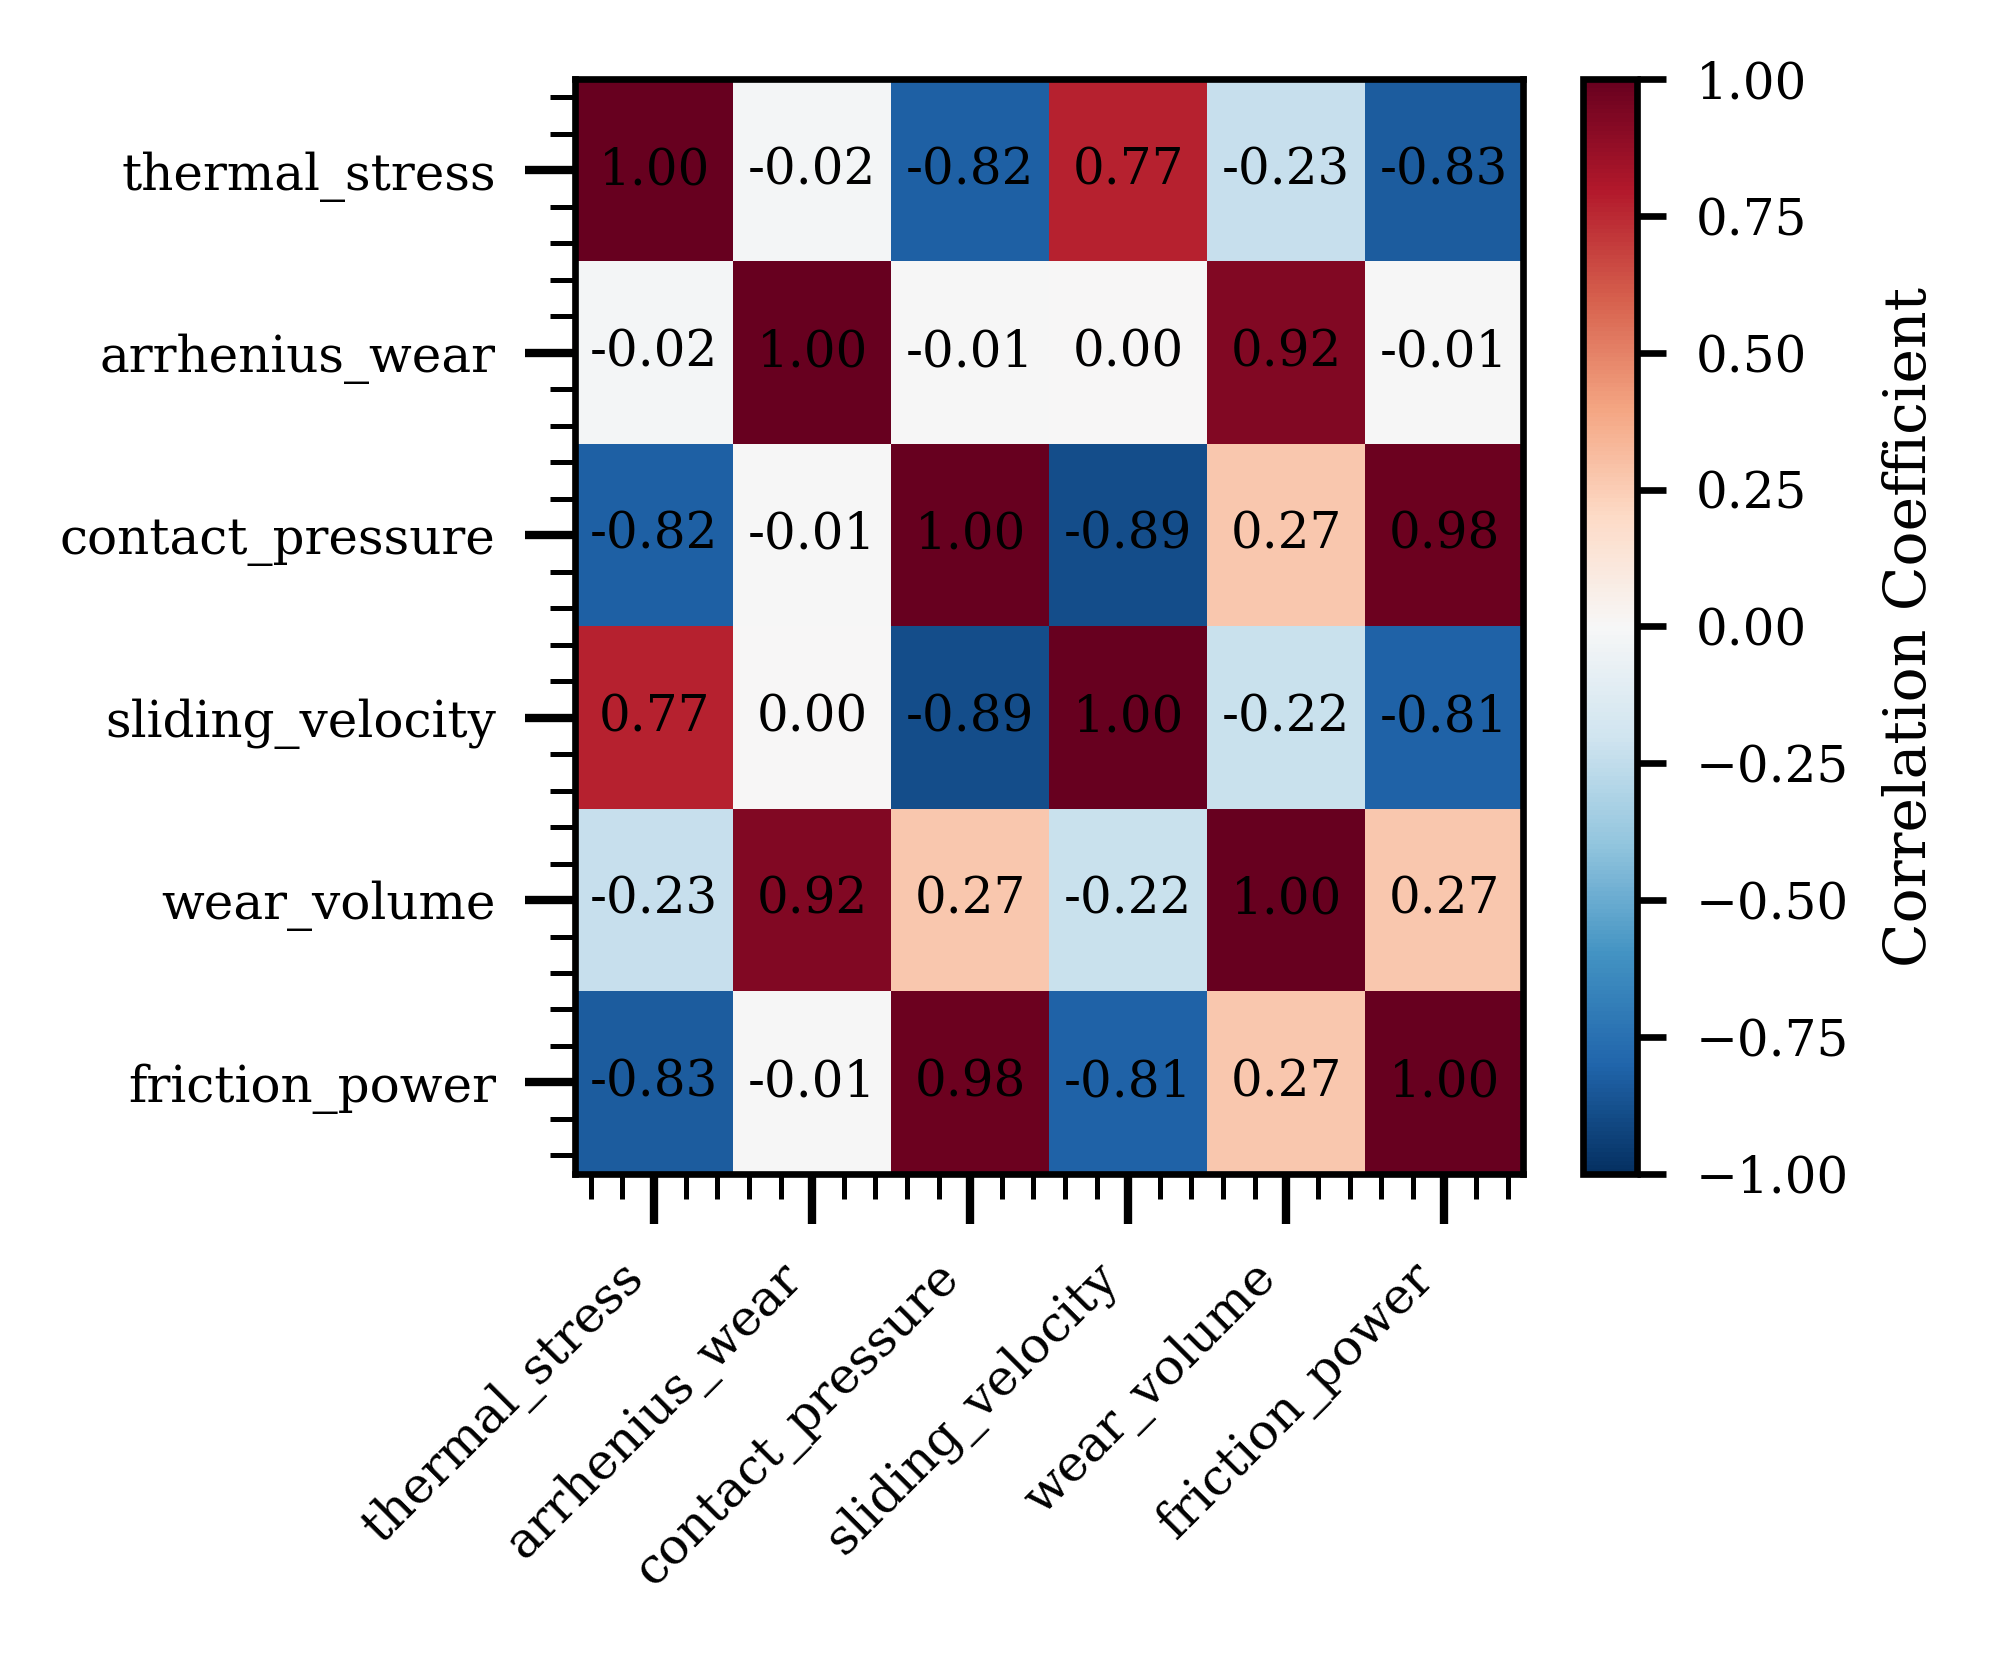 thermal_stress 1.00 -0.02 -0.82 0.77 -0.23 -0.83
arrhenius_wear -0.02 1.00 -0.01 0.00 0.92 -0.01
contact_pressure -0.82 -0.01 1.00 -0.89 0.27 0.98
sliding_velocity 0.77 0.00 -0.89 1.00 -0.22 -0.81
wear_volume -0.23 0.92 0.27 -0.22 1.00 0.27
friction_power -0.83 -0.01 0.98 -0.81 0.27 1.00
thermal_stress
arrhenius_wear
contact_pressure
sliding_velocity
wear_volume
friction_power
1.00
0.75
0.50
0.25
0.00
−0.25
−0.50
−0.75
−1.00
Correlation Coefficient